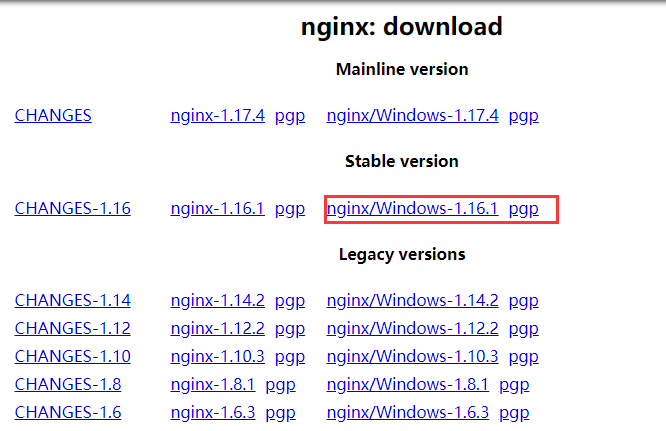 nginx: download
Mainline version
CHANGES nginx-1.17.4 pgp nginx/Windows-1.17.4 pgp
Stable version
CHANGES-1.16 nginx-1.16.1 pgp nginx/Windows-1.16.1 pgp
Legacy versions
CHANGES-1.14 nginx-1.14.2 pgp nginx/Windows-1.14.2 pgp
CHANGES-1.12 nginx-1.12.2 pgp nginx/Windows-1.12.2 pgp
CHANGES-1.10 nginx-1.10.3 pgp nginx/Windows-1.10.3 pgp
CHANGES-1.8 nginx-1.8.1 pgp nginx/Windows-1.8.1 pgp
CHANGES-1.6 nginx-1.6.3 pgp nginx/Windows-1.6.3 pgp